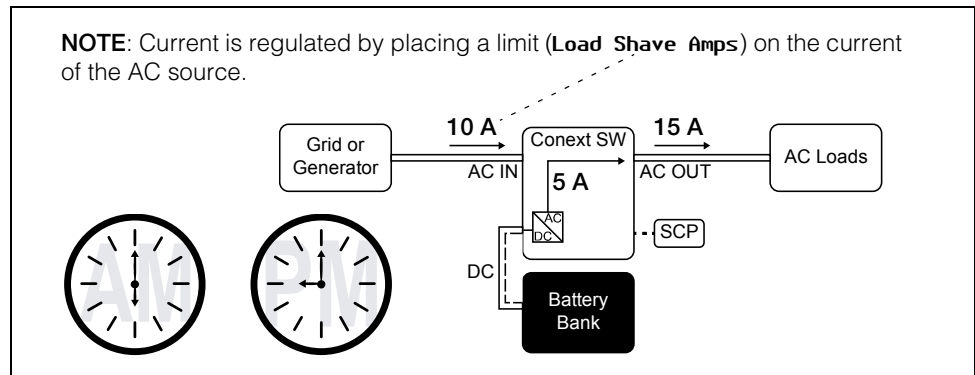 NOTE: Current is regulated by placing a limit (Load Shave Amps) on the current
of the AC source.
10 A
15 A
Grid or
Generator
Conext SW
AC Loads
AC IN
AC OUT
5 A
AC
DC
SCP
DC
Battery
Bank
AM
PM